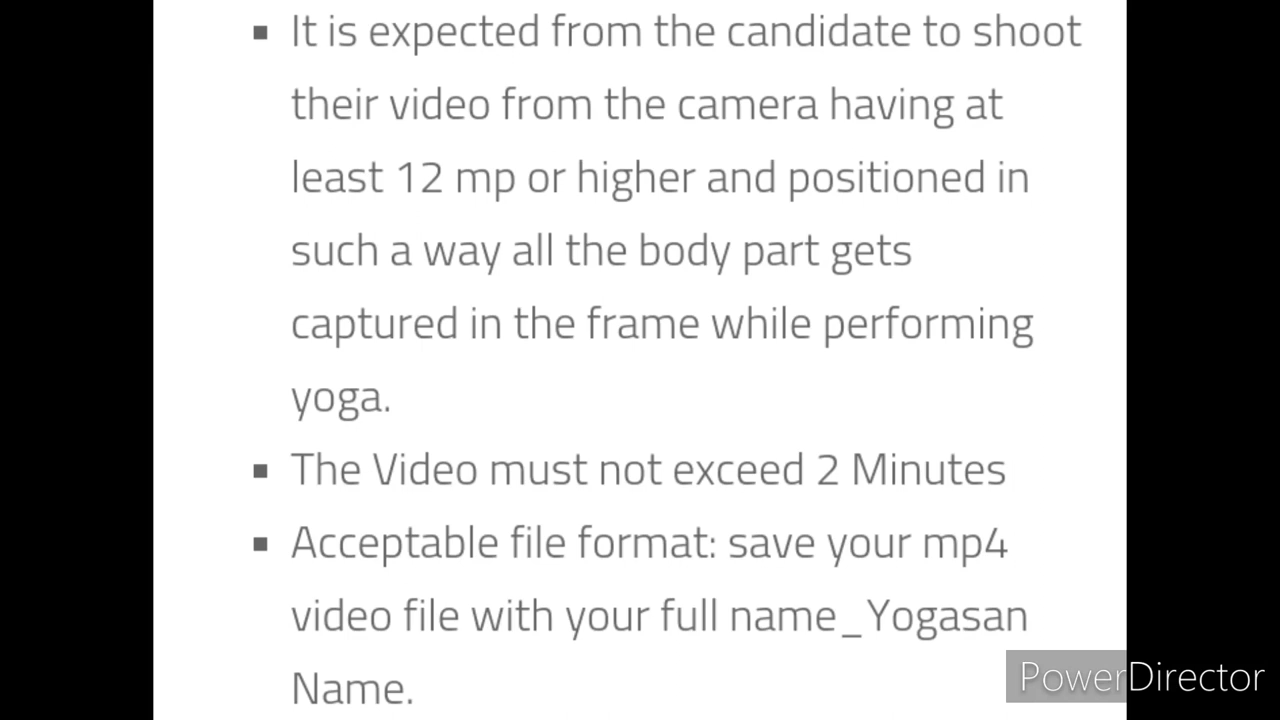 ▪ It is expected from the candidate to shoot
their video from the camera having at
least 12 mp or higher and positioned in
such a way all the body part gets
captured in the frame while performing
yoga.
▪ The Video must not exceed 2 Minutes
▪ Acceptable file format: save your mp4
video file with your full name_Yogasan
Name.
PowerDirector